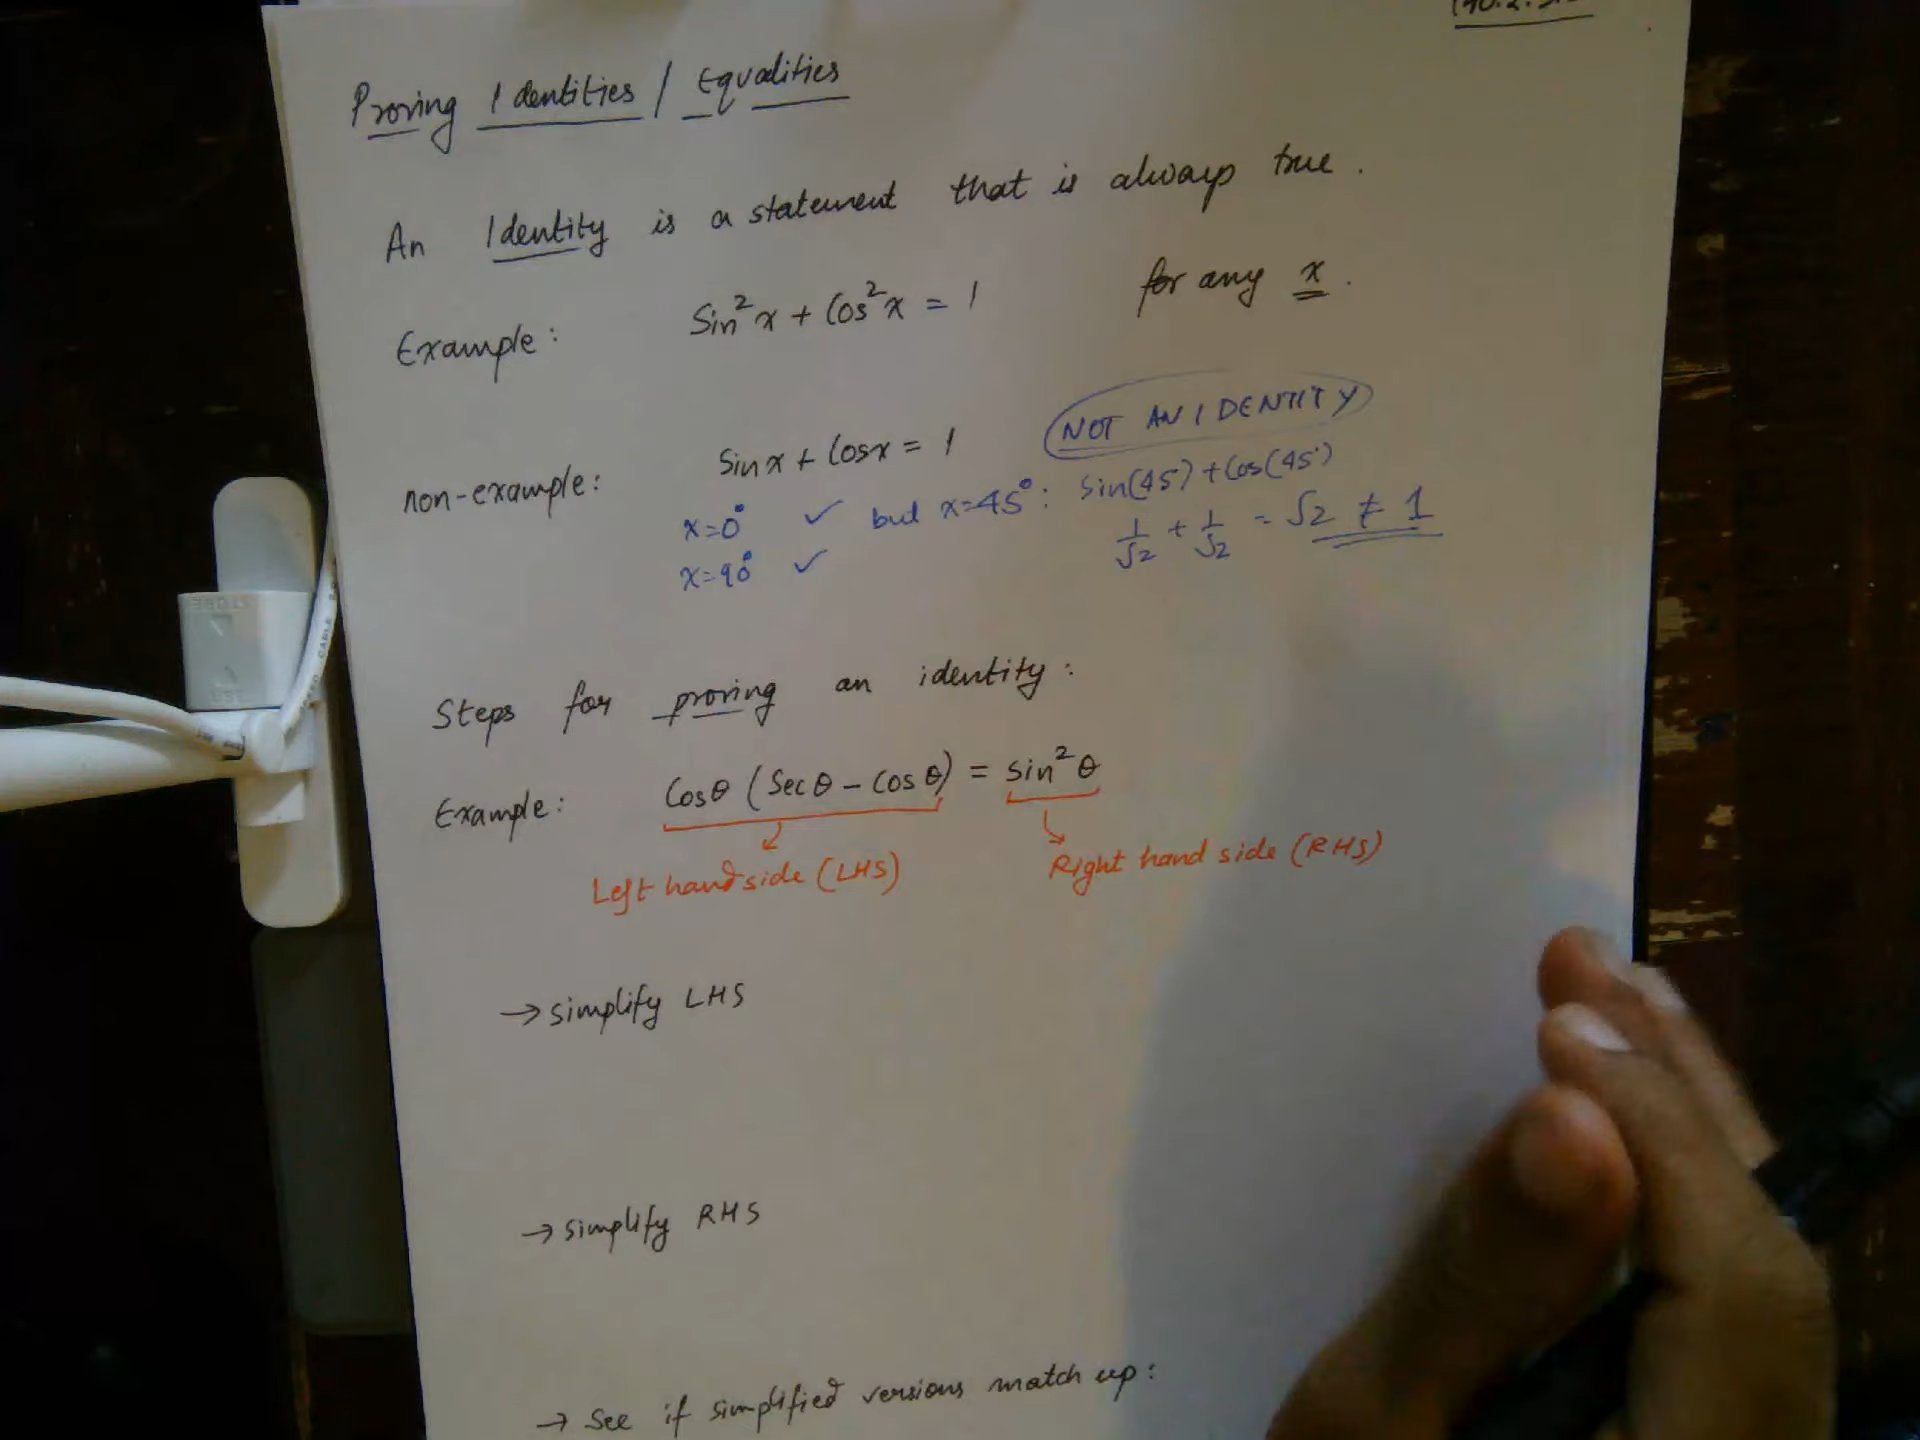 Proving Identities / Equalities
An Identity is a statement that is always true.
Example: Sin²x + Cos²x = 1 for any x.
non-example: Sinx + Cosx = 1 NOT AN IDENTITY
x=0° ✓ but x=45°: Sin(45) + Cos(45°)
x=90° ✓ 1/√2 + 1/√2 = √2 ≠ 1
Steps for proving an identity:
Example: Cosθ (Secθ - Cosθ) = Sin²θ
Left hand side (LHS) Right hand side (RHS)
→ simplify LHS
→ simplify RHS
→ See if simplified versions match up: